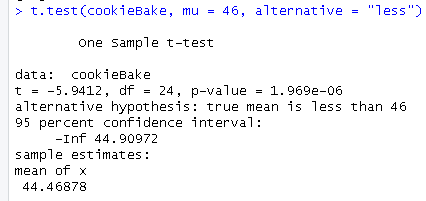 > t.test(cookieBake, mu = 46, alternative = "less")
One Sample t-test
data: cookieBake
t = -5.9412, df = 24, p-value = 1.969e-06
alternative hypothesis: true mean is less than 46
95 percent confidence interval:
-Inf 44.90972
sample estimates:
mean of x
44.46878